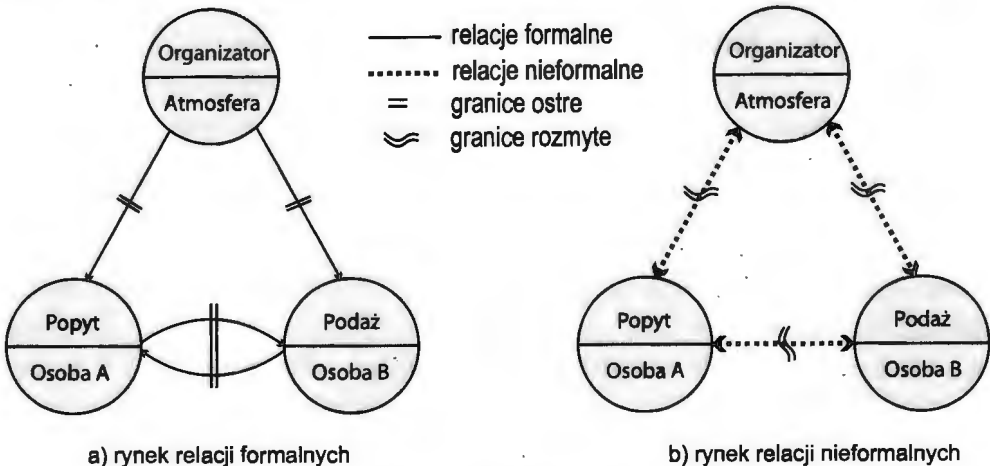 Organizator
Atmosfera
relacje formalne
relacje nieformalne
granice ostre
granice rozmyte
Organizator
Atmosfera
Popyt
Osoba A
Podaż
Osoba B
Popyt
Osoba A
Podaż
Osoba B
a) rynek relacji formalnych
b) rynek relacji nieformalnych